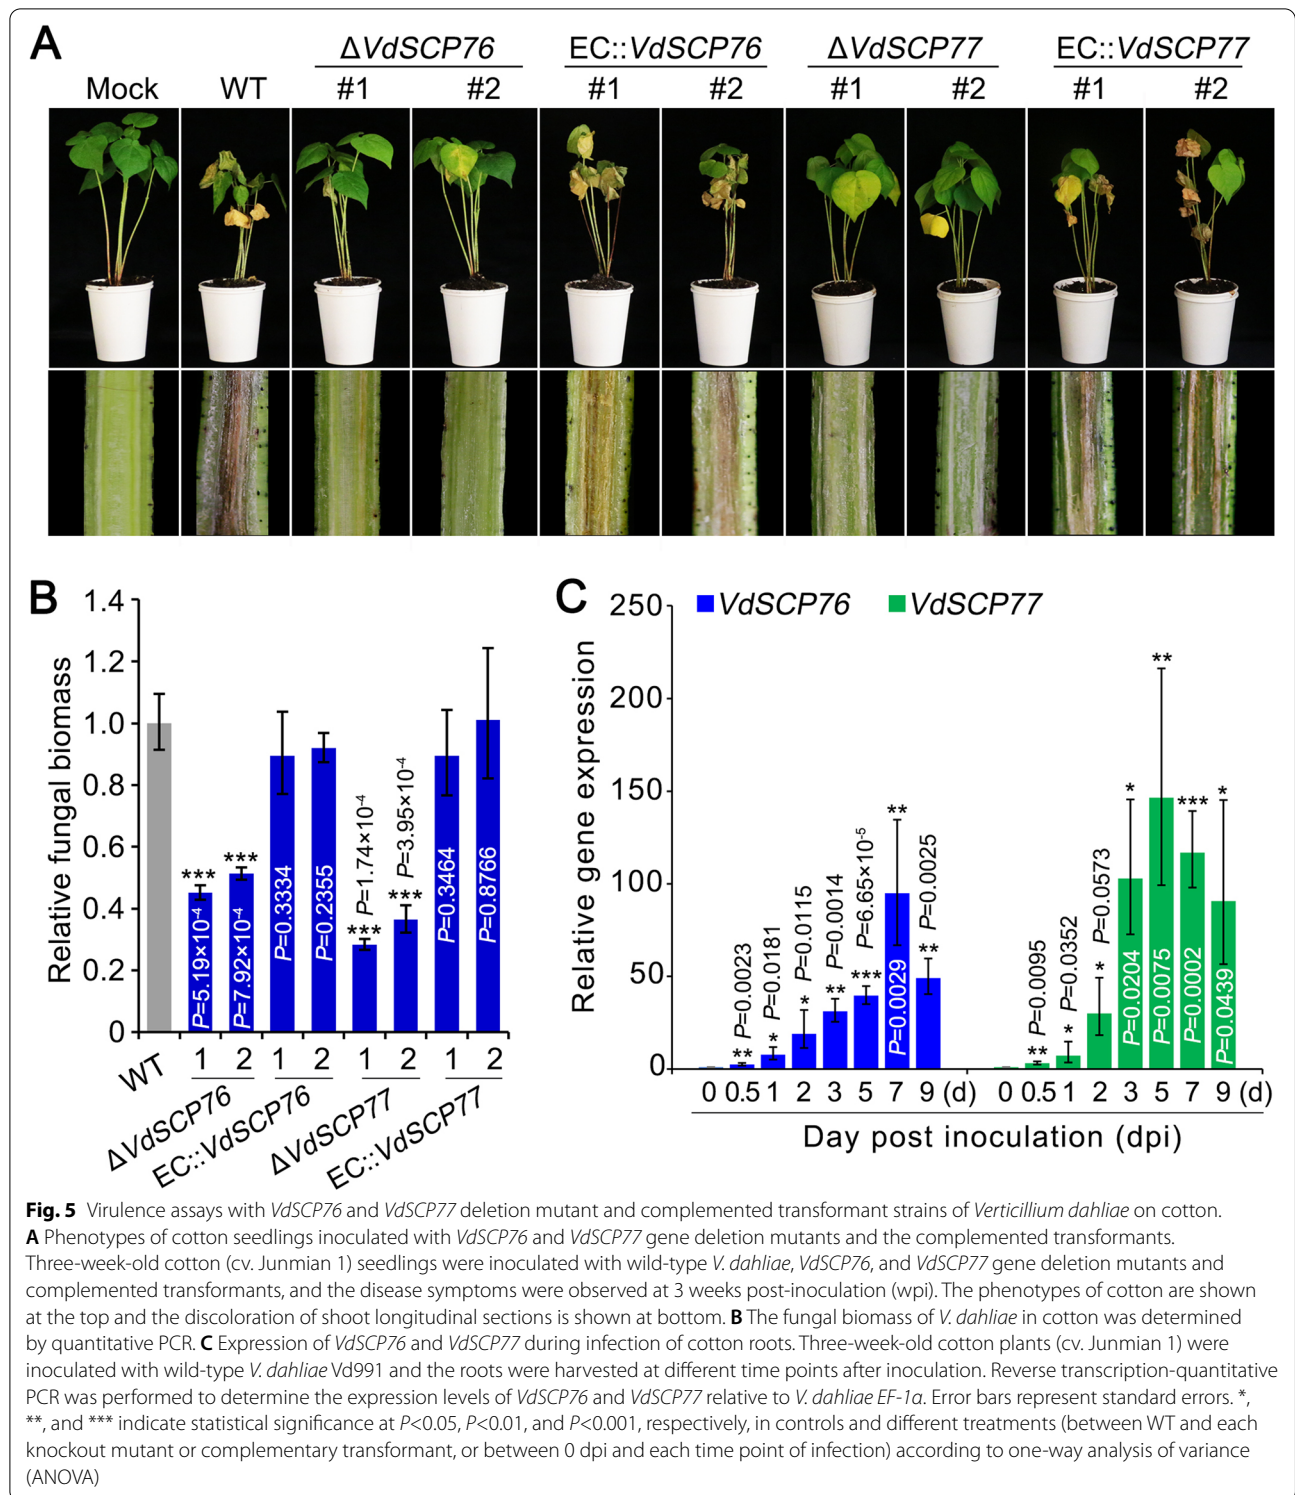 A
ΔVdSCP76 EC::VdSCP76 ΔVdSCP77 EC::VdSCP77
Mock WT #1 #2 #1 #2 #1 #2 #1 #2
B
Relative fungal biomass
1.4
1.2
1.0
0.8
0.6
0.4
0.2
0
*** P=5.19×10-4
*** P=7.92×10-4
P=0.3334
P=0.2355
*** P=1.74×10-4
*** P=3.95×10-4
P=0.3464
P=0.8766
WT 1 2 1 2 1 2 1 2
ΔVdSCP76 EC::VdSCP76 ΔVdSCP77 EC::VdSCP77
C
VdSCP76 VdSCP77
Relative gene expression
250
200
150
100
50
0
** P=0.0023
* P=0.0181
* P=0.0115
** P=0.0014
*** P=6.65×10-5
** P=0.0029
** P=0.0025
** P=0.0095
* P=0.0352
* P=0.0573
* P=0.0204
** P=0.0075
*** P=0.0002
* P=0.0439
0 0.5 1 2 3 5 7 9 (d) 0 0.5 1 2 3 5 7 9 (d)
Day post inoculation (dpi)
Fig. 5 Virulence assays with VdSCP76 and VdSCP77 deletion mutant and complemented transformant strains of Verticillium dahliae on cotton.
A Phenotypes of cotton seedlings inoculated with VdSCP76 and VdSCP77 gene deletion mutants and the complemented transformants.
Three-week-old cotton (cv. Junmian 1) seedlings were inoculated with wild-type V. dahliae, VdSCP76, and VdSCP77 gene deletion mutants and
complemented transformants, and the disease symptoms were observed at 3 weeks post-inoculation (wpi). The phenotypes of cotton are shown
at the top and the discoloration of shoot longitudinal sections is shown at bottom. B The fungal biomass of V. dahliae in cotton was determined
by quantitative PCR. C Expression of VdSCP76 and VdSCP77 during infection of cotton roots. Three-week-old cotton plants (cv. Junmian 1) were
inoculated with wild-type V. dahliae Vd991 and the roots were harvested at different time points after inoculation. Reverse transcription-quantitative
PCR was performed to determine the expression levels of VdSCP76 and VdSCP77 relative to V. dahliae EF-1α. Error bars represent standard errors. *,
**, and *** indicate statistical significance at P<0.05, P<0.01, and P<0.001, respectively, in controls and different treatments (between WT and each
knockout mutant or complementary transformant, or between 0 dpi and each time point of infection) according to one-way analysis of variance
(ANOVA)